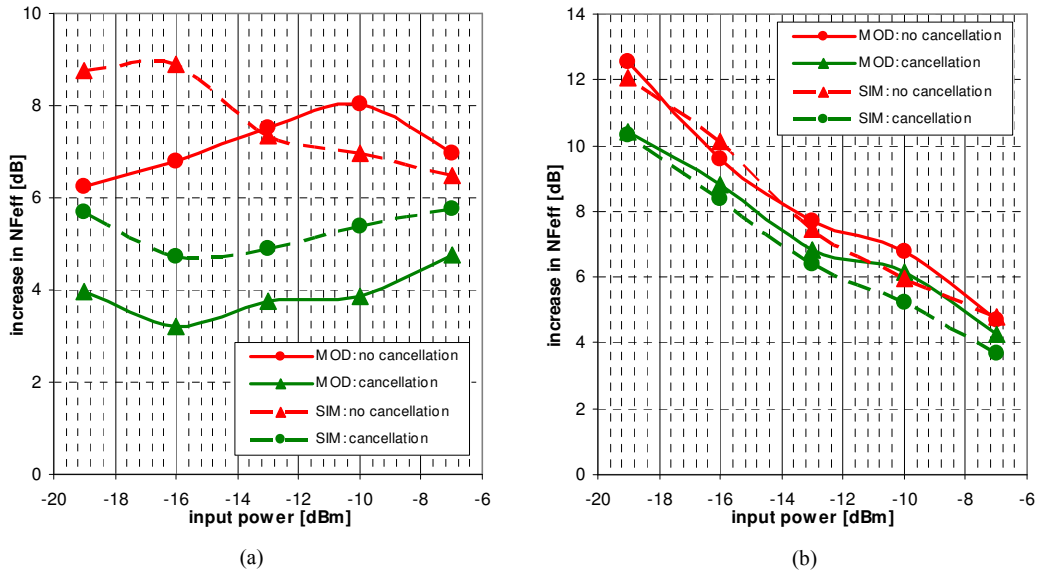 10
8
6
4
2
0
increase in NFeff [dB]
MOD: no cancellation
MOD: cancellation
SIM: no cancellation
SIM: cancellation
-20 -18 -16 -14 -12 -10 -8 -6
input power [dBm]
(a)
14
12
10
8
6
4
2
0
increase in NFeff [dB]
MOD: no cancellation
MOD: cancellation
SIM: no cancellation
SIM: cancellation
-20 -18 -16 -14 -12 -10 -8 -6
input power [dBm]
(b)